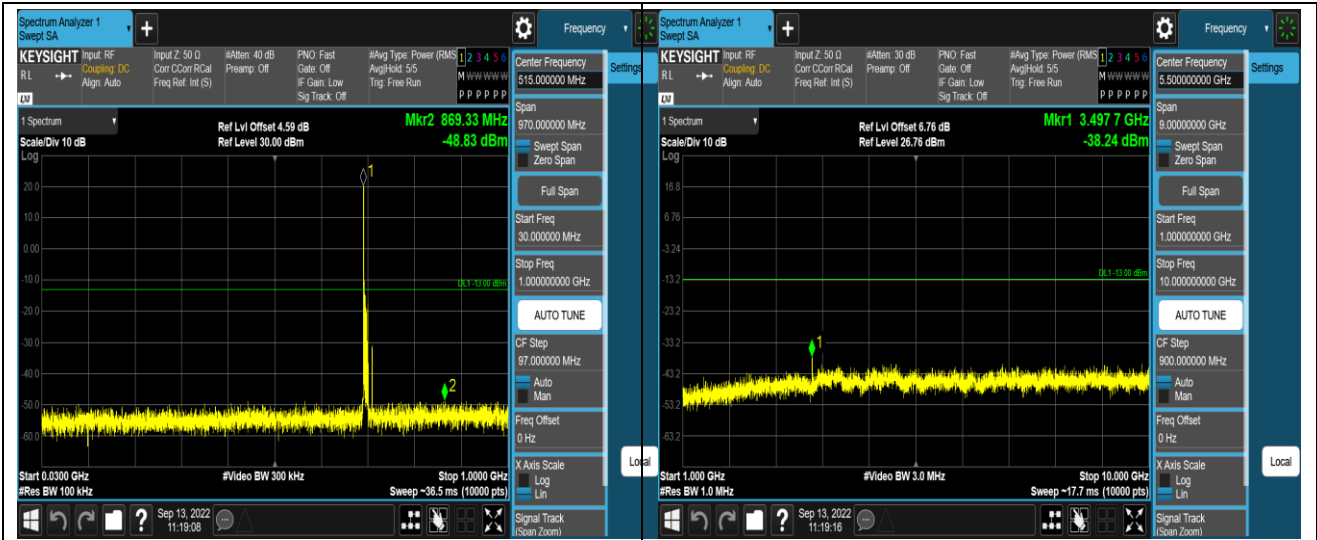 Spectrum Analyzer 1
Swept SA
+
Frequency
KEYSIGHT
RL
LXI
Input: RF
Coupling: DC
Align: Auto
Input Z: 50 Ω
Corr CCorr RCal
Freq Ref: Int (S)
#Atten: 40 dB
Preamp: Off
PNO: Fast
Gate: Off
IF Gain: Low
Sig Track: Off
#Avg Type: Power (RMS
Avg|Hold: 5/5
Trig: Free Run
1 2 3 4 5 6
M W W W W W
P P P P P P
1 Spectrum
Scale/Div 10 dB
Log
Ref Lvl Offset 4.59 dB
Ref Level 30.00 dBm
Mkr2 869.33 MHz
-48.83 dBm
1
20.0
10.0
0.00
-10.0
DL1 -13.00 dBm
-20.0
-30.0
-40.0
2
-50.0
-60.0
Start 0.0300 GHz
#Res BW 100 kHz
#Video BW 300 kHz
Stop 1.0000 GHz
Sweep ~36.5 ms (10000 pts)
Center Frequency
515.000000 MHz
Settings
Span
970.000000 MHz
Swept Span
Zero Span
Full Span
Start Freq
30.000000 MHz
Stop Freq
1.000000000 GHz
AUTO TUNE
CF Step
97.000000 MHz
Auto
Man
Freq Offset
0 Hz
X Axis Scale
Log
Lin
Local
Signal Track
(Span Zoom)
?
Sep 13, 2022
11:19:08
Spectrum Analyzer 1
Swept SA
+
Frequency
KEYSIGHT
RL
LXI
Input: RF
Coupling: DC
Align: Auto
Input Z: 50 Ω
Corr CCorr RCal
Freq Ref: Int (S)
#Atten: 30 dB
Preamp: Off
PNO: Fast
Gate: Off
IF Gain: Low
Sig Track: Off
#Avg Type: Power (RMS
Avg|Hold: 5/5
Trig: Free Run
1 2 3 4 5 6
M W W W W W
P P P P P P
1 Spectrum
Scale/Div 10 dB
Log
Ref Lvl Offset 6.76 dB
Ref Level 26.76 dBm
Mkr1 3.497 7 GHz
-38.24 dBm
16.8
6.76
-3.24
-13.2
DL1 -13.00 dBm
-23.2
-33.2
1
-43.2
-53.2
-63.2
Start 1.000 GHz
#Res BW 1.0 MHz
#Video BW 3.0 MHz
Stop 10.000 GHz
Sweep ~17.7 ms (10000 pts)
Center Frequency
5.500000000 GHz
Settings
Span
9.00000000 GHz
Swept Span
Zero Span
Full Span
Start Freq
1.000000000 GHz
Stop Freq
10.000000000 GHz
AUTO TUNE
CF Step
900.000000 MHz
Auto
Man
Freq Offset
0 Hz
X Axis Scale
Log
Lin
Local
Signal Track
(Span Zoom)
?
Sep 13, 2022
11:19:16